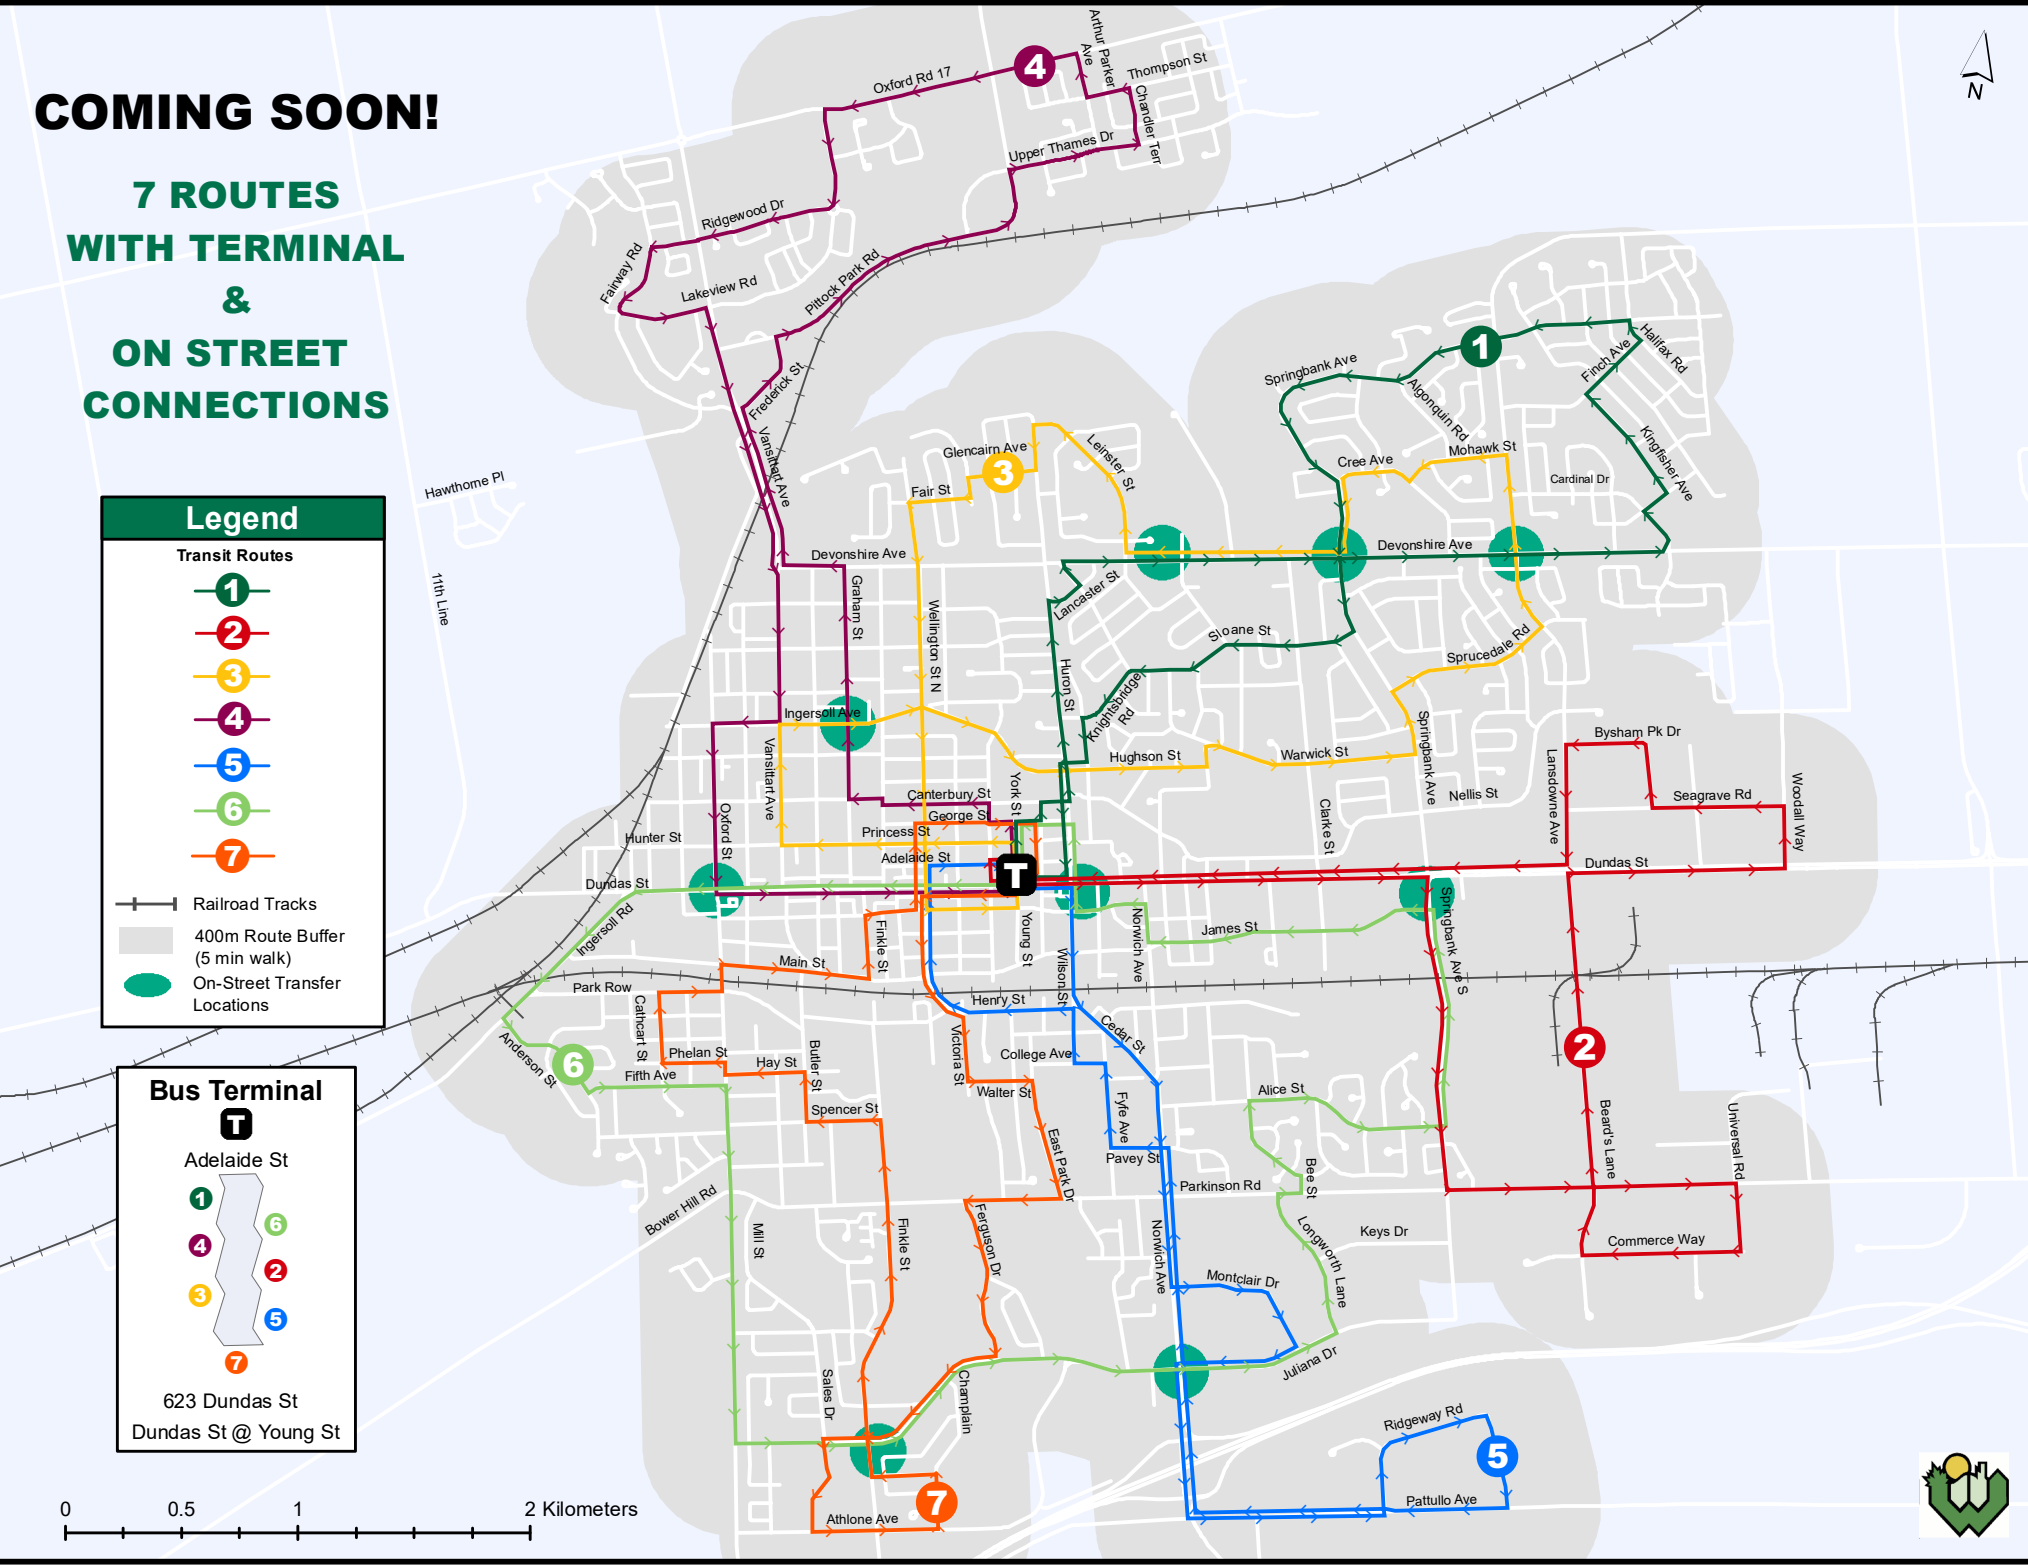 COMING SOON!
7 ROUTES
WITH TERMINAL
&
ON STREET
CONNECTIONS
Legend
Transit Routes
1
2
3
4
5
6
7
Railroad Tracks
400m Route Buffer
(5 min walk)
On-Street Transfer
Locations
Bus Terminal
T
Adelaide St
1
6
4
2
3
5
7
623 Dundas St
Dundas St @ Young St
0 0.5 1 2 Kilometers
N
4
Oxford Rd 17
Arthur Parker
Ave
Thompson St
Chandler Terr
Upper Thames Dr
Ridgewood Dr
Fairway Rd
Lakeview Rd
Pittock Park Rd
Frederick St
Vansittart Ave
Hawthorne Pl
11th Line
1
Springbank Ave
Algonquin Rd
Finch Ave
Halifax Rd
Kingfisher Ave
Mohawk St
Cree Ave
Cardinal Dr
Glencairn Ave
3
Leinster St
Fair St
Devonshire Ave
Devonshire Ave
Graham St
Wellington St N
Lancaster St
Huron St
Sloane St
Knightsbridge
Rd
Sprucedale Rd
Ingersoll Ave
Vansittart Ave
Hughson St
Warwick St
Springbank Ave
Nellis St
Clarke St
Bysham Pk Dr
Lansdowne Ave
Seagrave Rd
Woodall Way
Dundas St
Canterbury St
York St
George St
Princess St
Adelaide St
T
Oxford St
Hunter St
Dundas St
Ingersoll Rd
Finkle St
Main St
Park Row
Young St
Wilson St
Norwich Ave
James St
Springbank Ave S
Henry St
Cathcart St
Anderson St
6
Phelan St
Fifth Ave
Hay St
Butler St
Spencer St
Victoria St
College Ave
Cedar St
Walter St
Fyfe Ave
Pavey St
East Park Dr
Alice St
Bee St
Parkinson Rd
Longworth Lane
Keys Dr
2
Beard's Lane
Universal Rd
Commerce Way
Bower Hill Rd
Mill St
Finkle St
Ferguson Dr
Norwich Ave
Montclair Dr
Juliana Dr
Sales Dr
Champlain
7
Athlone Ave
Ridgeway Rd
5
Pattullo Ave